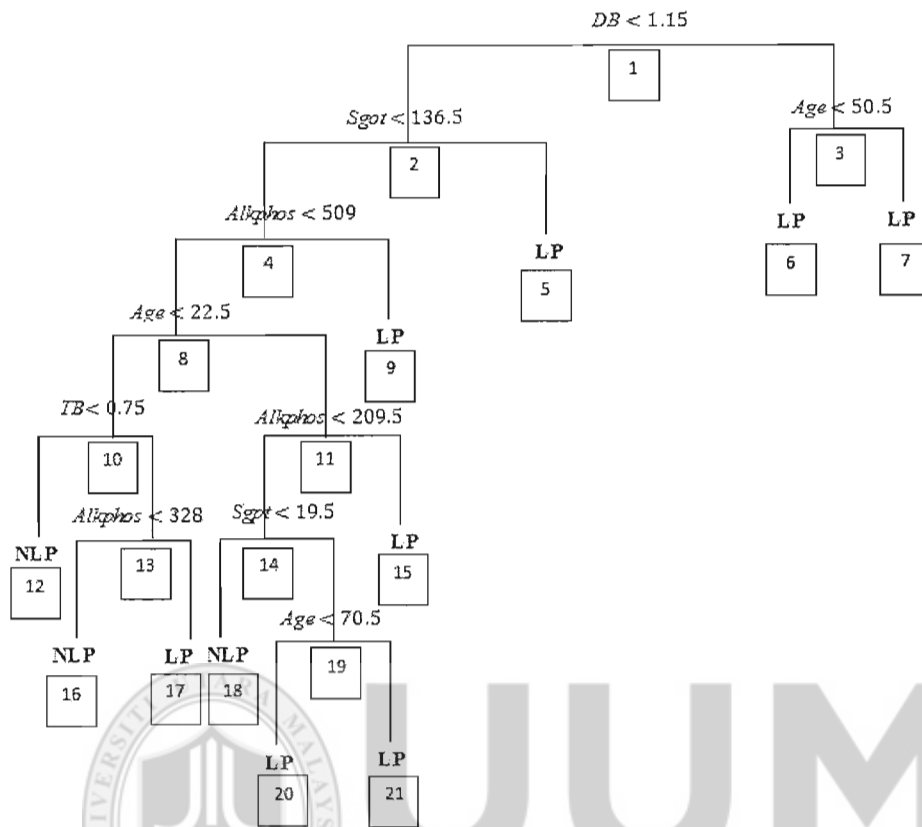 DB < 1.15
1
Age < 50.5
Sgot < 136.5
3
2
LP LP
Alkphos < 509
6 7
LP
4
5
Age < 22.5
LP
8
9
TB < 0.75
Alkphos < 209.5
10 11
Alkphos < 328 Sgpt < 19.5
LP
NLP
12 13 14 15
Age < 70.5
NLP LP NLP
19
16 17 18
LP LP
20 21
UUM